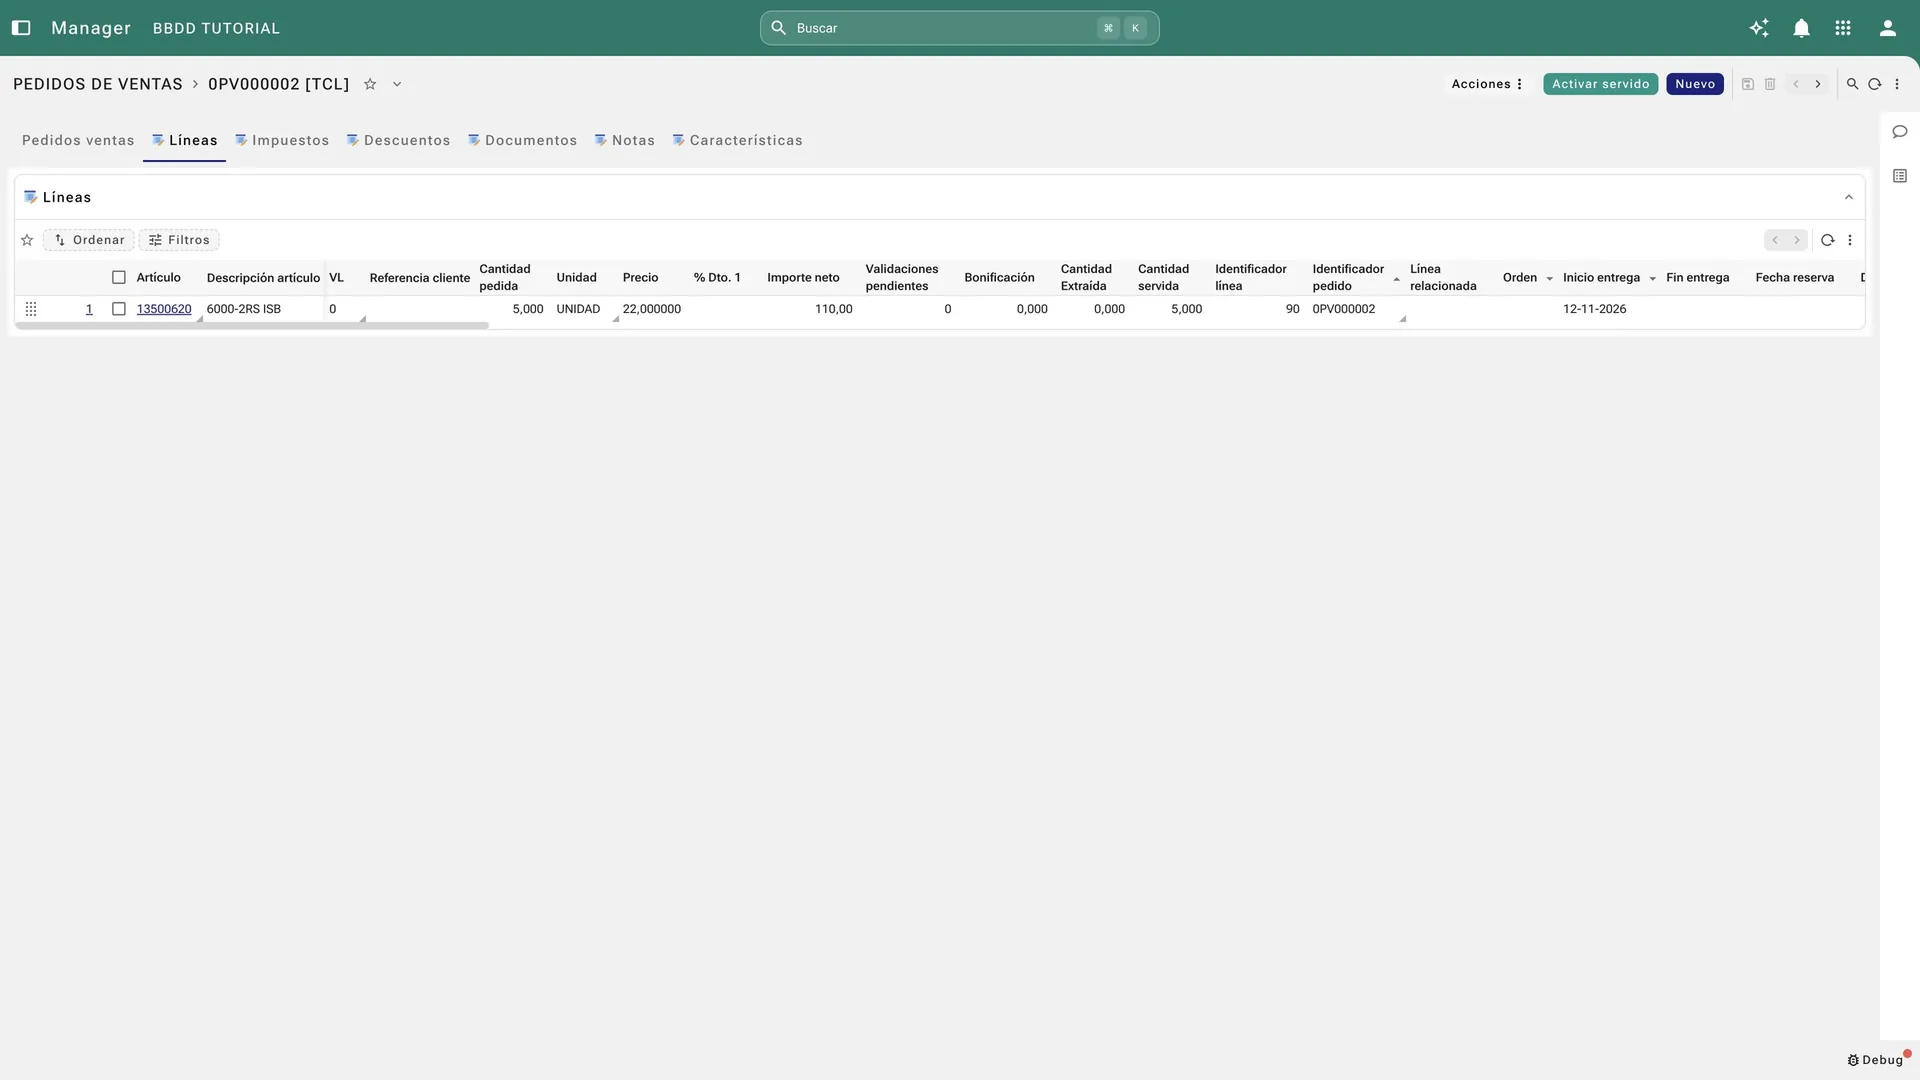 Manager BBDD TUTORIAL Buscar ⌘ K
PEDIDOS DE VENTAS > 0PV000002 [TCL] Acciones Activar servido Nuevo
Pedidos ventas Líneas Impuestos Descuentos Documentos Notas Características
Líneas
Ordenar Filtros
Artículo Descripción artículo VL Referencia cliente Cantidad pedida Unidad Precio % Dto. 1 Importe neto Validaciones pendientes Bonificación Cantidad Extraída Cantidad servida Identificador línea Identificador pedido Línea relacionada Orden Inicio entrega Fin entrega Fecha reserva
1 13500620 6000-2RS ISB 0 5,000 UNIDAD 22,000000 110,00 0 0,000 0,000 5,000 90 0PV000002 12-11-2026
Debug